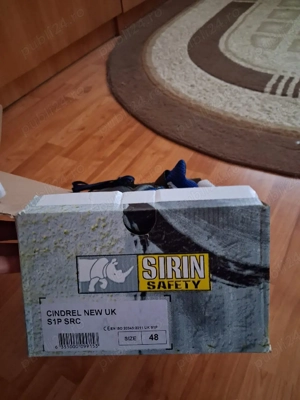 SIRIN
SAFETY
CINDREL NEW UK
S1P SRC
SIZE: 48